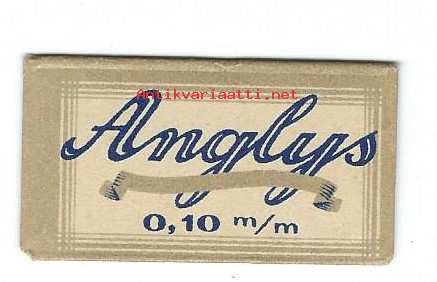 Antikvariaatti.net
Anglys
0,10 m/m